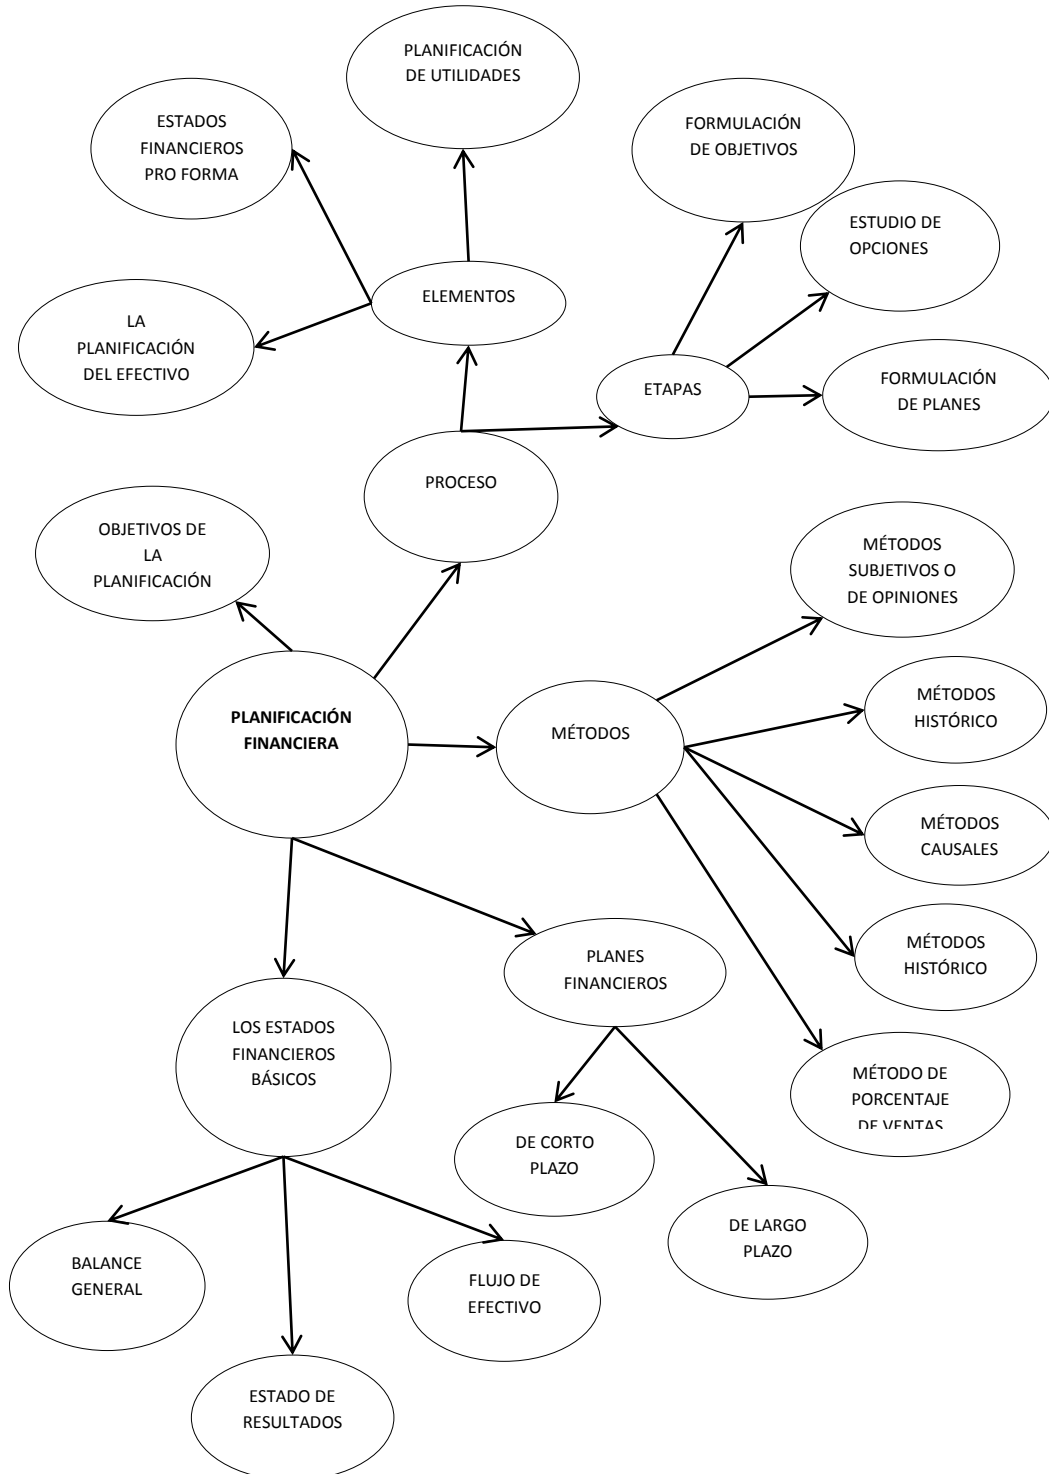 PLANIFICACIÓN
DE UTILIDADES
ESTADOS
FINANCIEROS
PRO FORMA
FORMULACIÓN
DE OBJETIVOS
ESTUDIO DE
OPCIONES
ELEMENTOS
LA
PLANIFICACIÓN
DEL EFECTIVO
ETAPAS
FORMULACIÓN
DE PLANES
PROCESO
OBJETIVOS DE
LA
PLANIFICACIÓN
MÉTODOS
SUBJETIVOS O
DE OPINIONES
PLANIFICACIÓN
FINANCIERA
MÉTODOS
MÉTODOS
HISTÓRICO
MÉTODOS
CAUSALES
MÉTODOS
HISTÓRICO
PLANES
FINANCIEROS
LOS ESTADOS
FINANCIEROS
BÁSICOS
MÉTODO DE
PORCENTAJE
DE VENTAS
DE CORTO
PLAZO
DE LARGO
PLAZO
BALANCE
GENERAL
FLUJO DE
EFECTIVO
ESTADO DE
RESULTADOS